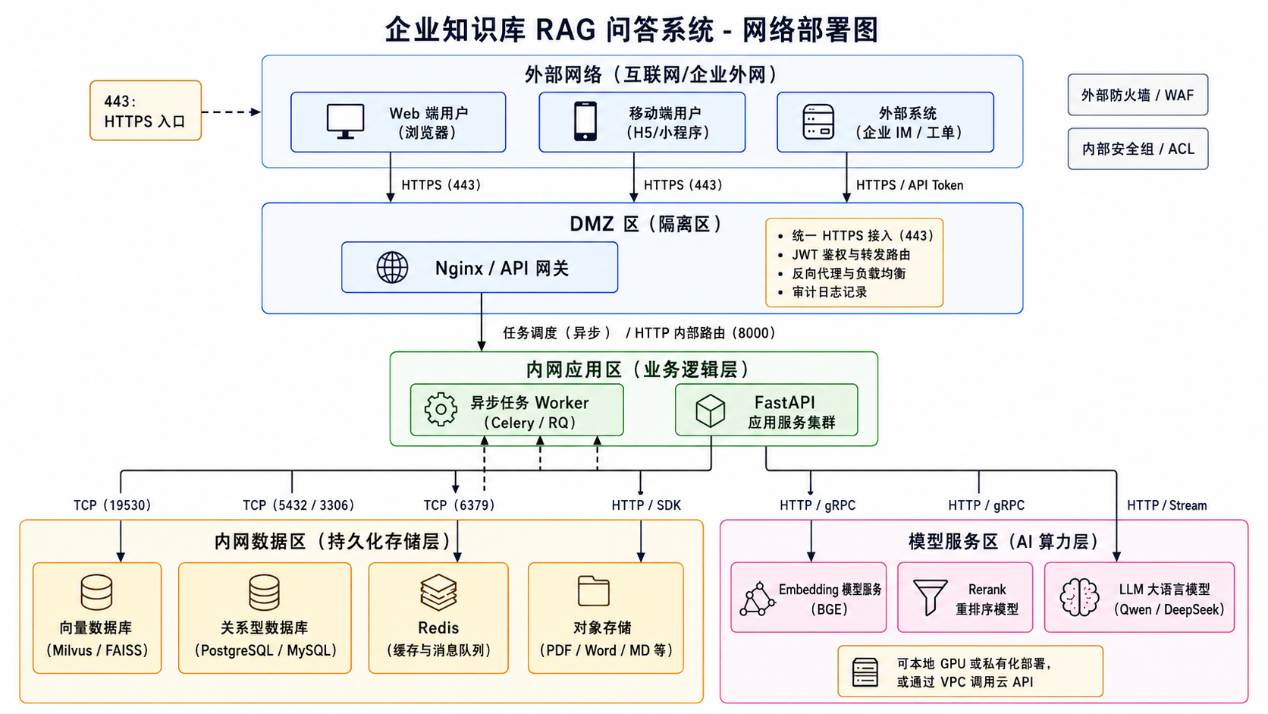 企业知识库 RAG 问答系统 - 网络部署图
外部网络（互联网/企业外网）
443：
HTTPS 入口
Web 端用户
（浏览器）
移动端用户
（H5/小程序）
外部系统
（企业 IM / 工单）
外部防火墙 / WAF
内部安全组 / ACL
HTTPS（443）
HTTPS（443）
HTTPS / API Token
DMZ 区（隔离区）
Nginx / API 网关
• 统一 HTTPS 接入（443）
• JWT 鉴权与转发路由
• 反向代理与负载均衡
• 审计日志记录
任务调度（异步 ） / HTTP 内部路由（8000）
内网应用区（业务逻辑层）
异步任务 Worker
（Celery / RQ）
FastAPI
应用服务集群
TCP（19530）
TCP（5432 / 3306）
TCP（6379）
HTTP / SDK
HTTP / gRPC
HTTP / gRPC
HTTP / Stream
内网数据区（持久化存储层）
向量数据库
（Milvus / FAISS）
关系型数据库
（PostgreSQL / MySQL）
Redis
（缓存与消息队列）
对象存储
（PDF / Word / MD 等）
模型服务区（AI 算力层）
Embedding 模型服务
（BGE）
Rerank
重排序模型
LLM 大语言模型
（Qwen / DeepSeek）
可本地 GPU 或私有化部署，
或通过 VPC 调用云 API